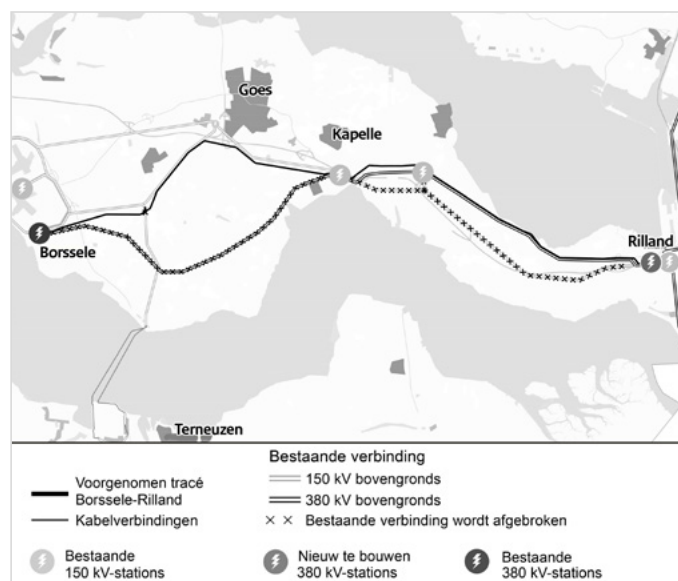 Goes
Kapelle
Borssele
Rilland
Terneuzen
Voorgenomen tracé
Borssele-Rilland
Kabelverbindingen
Bestaande verbinding
150 kV bovengronds
380 kV bovengronds
Bestaande verbinding wordt afgebroken
Bestaande
150 kV-stations
Nieuw te bouwen
380 kV-stations
Bestaande
380 kV-stations